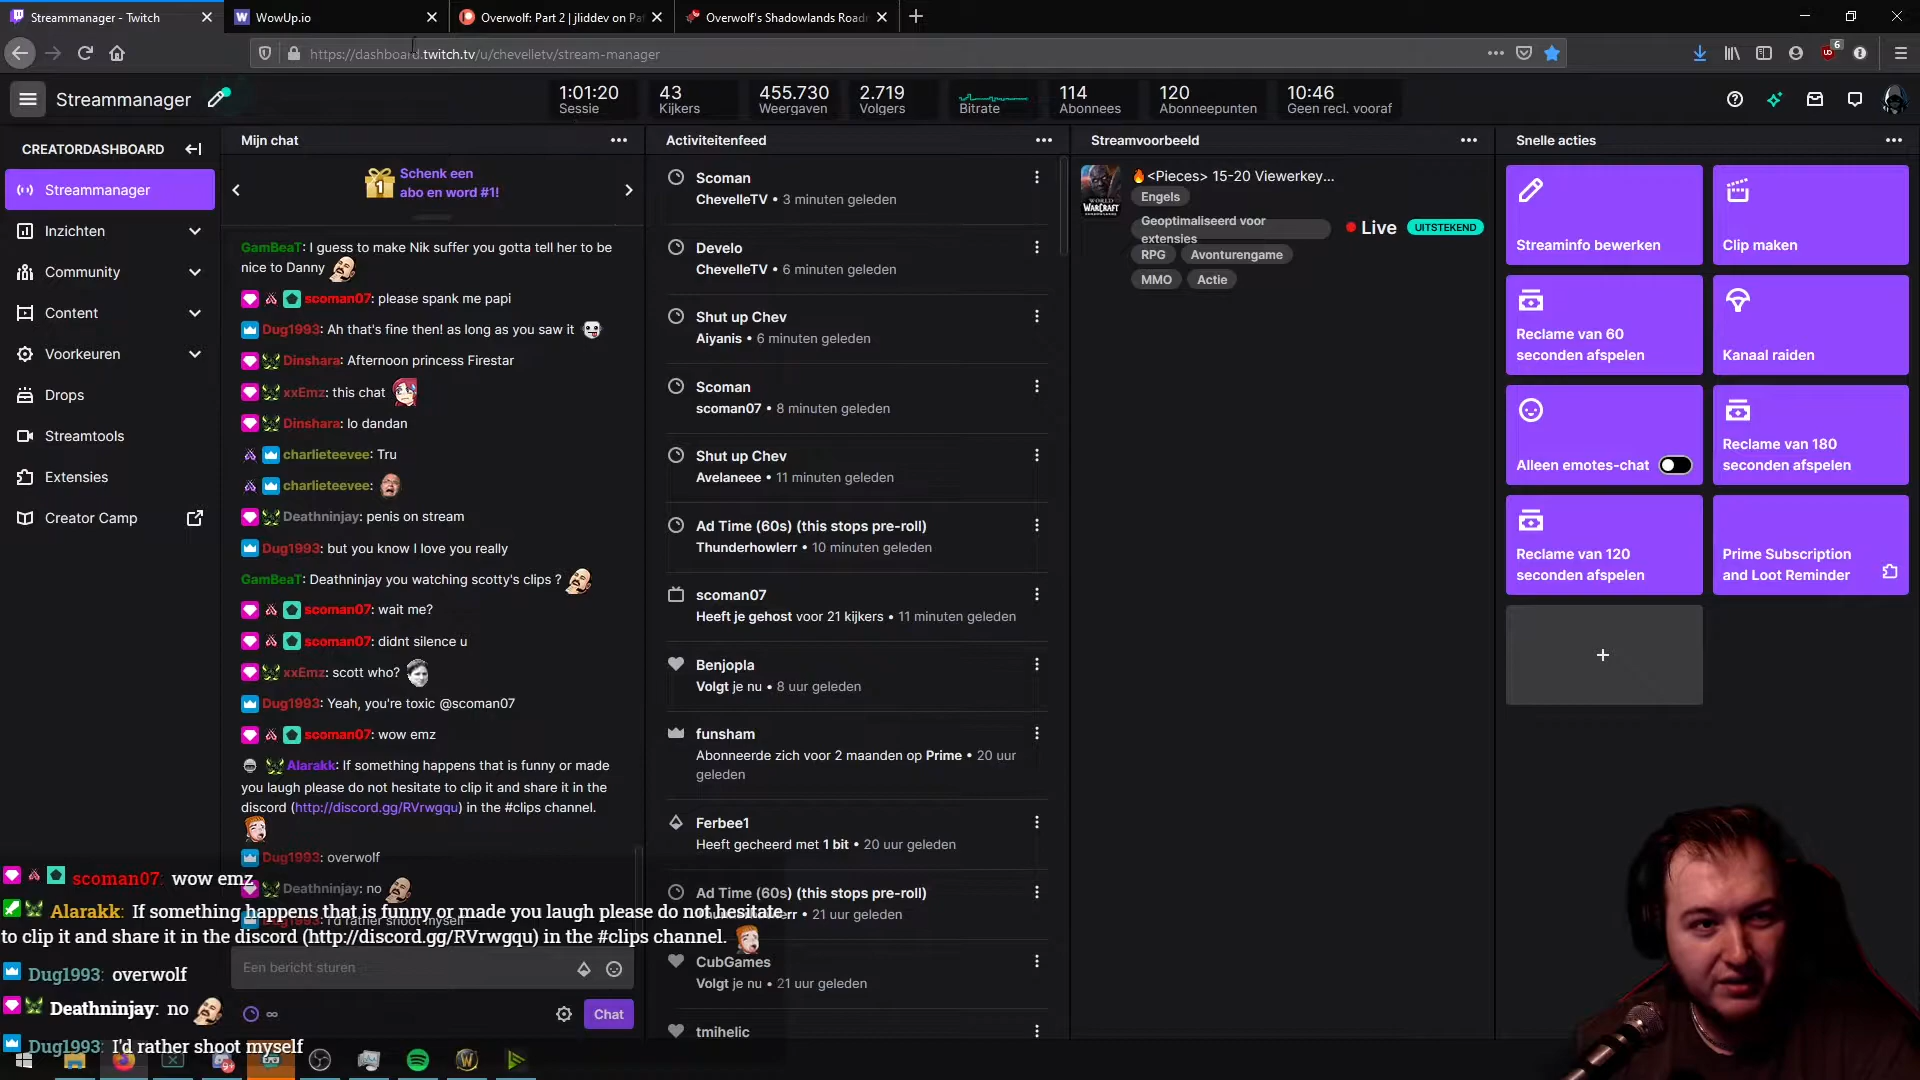 Streammanager - Twitch
WowUp.io
Overwolf: Part 2 | jliddev on Pat
Overwolf's Shadowlands Road
https://dashboard.twitch.tv/u/chevelletv/stream-manager
6
Streammanager
1:01:20
Sessie
43
Kijkers
455.730
Weergaven
2.719
Volgers
Bitrate
114
Abonnees
120
Abonneepunten
10:46
Geen recl. vooraf
CREATORDASHBOARD
Streammanager
Inzichten
Community
Content
Voorkeuren
Drops
Streamtools
Extensies
Creator Camp
Mijn chat
1
Schenk een
abo en word #1!
GamBeaT: I guess to make Nik suffer you gotta tell her to be
nice to Danny
scoman07: please spank me papi
Dug1993: Ah that's fine then! as long as you saw it
Dinshara: Afternoon princess Firestar
xxEmz: this chat
Dinshara: lo dandan
charlieteevee: Tru
charlieteevee:
Deathninjay: penis on stream
Dug1993: but you know I love you really
GamBeaT: Deathninjay you watching scotty's clips ?
scoman07: wait me?
scoman07: didnt silence u
xxEmz: scott who?
Dug1993: Yeah, you're toxic @scoman07
scoman07: wow emz
Alarakk: If something happens that is funny or made
you laugh please do not hesitate to clip it and share it in the
discord (http://discord.gg/RVrwgqu) in the #clips channel.
Dug1993: overwolf
Deathninjay: no
I'd rather shoot myself
Een bericht sturen
Chat
scoman07: wow emz
Alarakk: If something happens that is funny or made you laugh please do not hesitate
to clip it and share it in the discord (http://discord.gg/RVrwgqu) in the #clips channel.
Dug1993: overwolf
Deathninjay: no
Dug1993: I'd rather shoot myself
Activiteitenfeed
Scoman
ChevelleTV • 3 minuten geleden
Develo
ChevelleTV • 6 minuten geleden
Shut up Chev
Aiyanis • 6 minuten geleden
Scoman
scoman07 • 8 minuten geleden
Shut up Chev
Avelaneee • 11 minuten geleden
Ad Time (60s) (this stops pre-roll)
Thunderhowlerr • 10 minuten geleden
scoman07
Heeft je gehost voor 21 kijkers • 11 minuten geleden
Benjopla
Volgt je nu • 8 uur geleden
funsham
Abonneerde zich voor 2 maanden op Prime • 20 uur
geleden
Ferbee1
Heeft gecheerd met 1 bit • 20 uur geleden
Ad Time (60s) (this stops pre-roll)
• 21 uur geleden
CubGames
Volgt je nu • 21 uur geleden
tmihelic
Streamvoorbeeld
WORLD
WARCRAFT
<Pieces> 15-20 Viewerkey...
Engels
Geoptimaliseerd voor
extensies
RPG
Avonturengame
MMO
Actie
Live
UITSTEKEND
Snelle acties
Streaminfo bewerken
Clip maken
Reclame van 60
seconden afspelen
Kanaal raiden
Alleen emotes-chat
Reclame van 180
seconden afspelen
Reclame van 120
seconden afspelen
Prime Subscription
and Loot Reminder